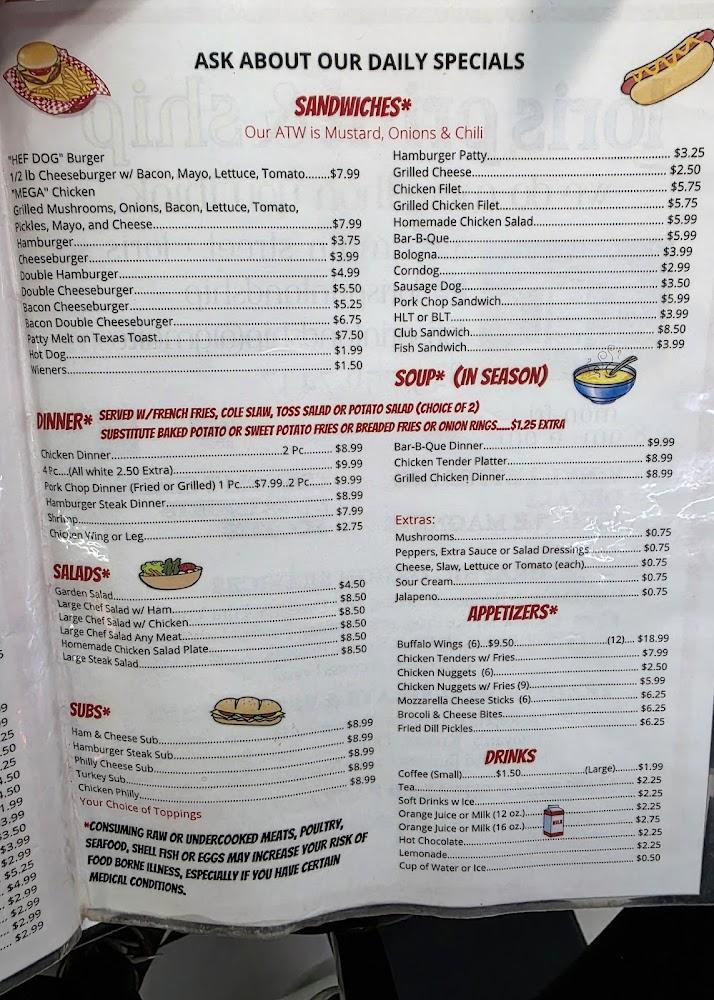 ASK ABOUT OUR DAILY SPECIALS
SANDWICHES*
Our ATW is Mustard, Onions & Chili
"HEF DOG" Burger
1/2 lb Cheeseburger w/ Bacon, Mayo, Lettuce, Tomato.......$7.99
"MEGA" Chicken
Grilled Mushrooms, Onions, Bacon, Lettuce, Tomato,
Pickles, Mayo, and Cheese.......$7.99
Hamburger.......$3.75
Cheeseburger.......$3.99
Double Hamburger.......$4.99
Double Cheeseburger.......$5.50
Bacon Cheeseburger.......$5.25
Bacon Double Cheeseburger.......$6.75
Patty Melt on Texas Toast.......$7.50
Hot Dog.......$1.99
Wieners.......$1.50
Hamburger Patty.......$3.25
Grilled Cheese.......$2.50
Chicken Filet.......$5.75
Grilled Chicken Filet.......$5.75
Homemade Chicken Salad.......$5.99
Bar-B-Que.......$5.99
Bologna.......$3.99
Corndog.......$2.99
Sausage Dog.......$3.50
Pork Chop Sandwich.......$5.99
HLT or BLT.......$3.99
Club Sandwich.......$8.50
Fish Sandwich.......$3.99
SOUP* (IN SEASON)
DINNER* SERVED W/FRENCH FRIES, COLE SLAW, TOSS SALAD OR POTATO SALAD (CHOICE OF 2)
SUBSTITUTE BAKED POTATO OR SWEET POTATO FRIES OR BREADED FRIES OR ONION RINGS.....$1.25 EXTRA
Chicken Dinner.......2 Pc.......$8.99
4 Pc....(All white 2.50 Extra).......$9.99
Pork Chop Dinner (Fried or Grilled) 1 Pc....$7.99..2 Pc.......$9.99
Hamburger Steak Dinner.......$8.99
Shrimp.......$7.99
Chicken Wing or Leg.......$2.75
Bar-B-Que Dinner.......$9.99
Chicken Tender Platter.......$8.99
Grilled Chicken Dinner.......$8.99
Extras:
Mushrooms.......$0.75
Peppers, Extra Sauce or Salad Dressings.......$0.75
Cheese, Slaw, Lettuce or Tomato (each).......$0.75
Sour Cream.......$0.75
Jalapeno.......$0.75
SALADS*
Garden Salad.......$4.50
Large Chef Salad w/ Ham.......$8.50
Large Chef Salad w/ Chicken.......$8.50
Large Chef Salad Any Meat.......$8.50
Homemade Chicken Salad Plate.......$8.50
Large Steak Salad.......$8.50
APPETIZERS*
Buffalo Wings (6)...$9.50.......(12)....$18.99
Chicken Tenders w/ Fries.......$7.99
Chicken Nuggets (6).......$2.50
Chicken Nuggets w/ Fries (9).......$5.99
Mozzarella Cheese Sticks (6).......$6.25
Brocoli & Cheese Bites.......$6.25
Fried Dill Pickles.......$6.25
SUBS*
Ham & Cheese Sub.......$8.99
Hamburger Steak Sub.......$8.99
Philly Cheese Sub.......$8.99
Turkey Sub.......$8.99
Chicken Philly.......$8.99
Your Choice of Toppings
DRINKS
Coffee (Small).......$1.50.......(Large).......$1.99
Tea.......$2.25
Soft Drinks w Ice.......$2.25
Orange Juice or Milk (12 oz.).......$2.25
Orange Juice or Milk (16 oz.).......$2.75
Hot Chocolate.......$2.25
Lemonade.......$2.25
Cup of Water or Ice.......$0.50
*CONSUMING RAW OR UNDERCOOKED MEATS, POULTRY,
SEAFOOD, SHELL FISH OR EGGS MAY INCREASE YOUR RISK OF
FOOD BORNE ILLNESS, ESPECIALLY IF YOU HAVE CERTAIN
MEDICAL CONDITIONS.
$3.99
$2.99
$5.25
$4.99
$2.99
$2.99
$2.99